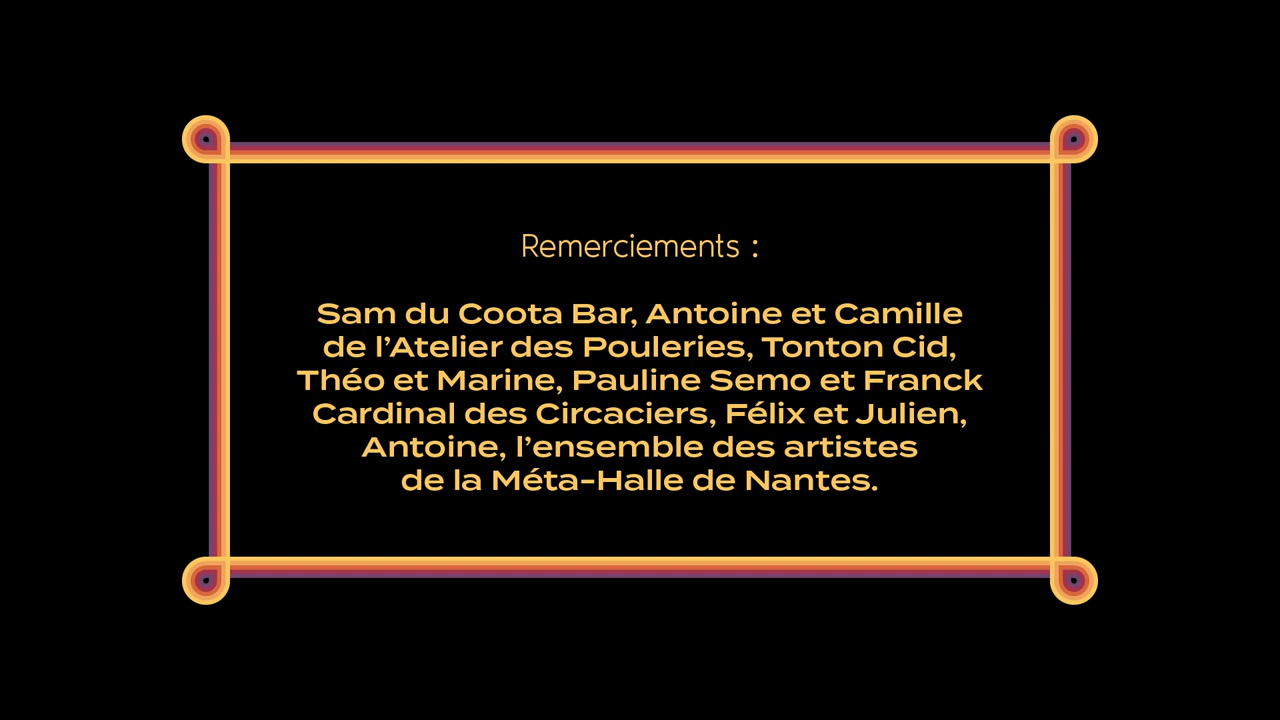 Remerciements :
Sam du Coota Bar, Antoine et Camille
de l’Atelier des Pouleries, Tonton Cid,
Théo et Marine, Pauline Semo et Franck
Cardinal des Circaciers, Félix et Julien,
Antoine, l’ensemble des artistes
de la Méta-Halle de Nantes.